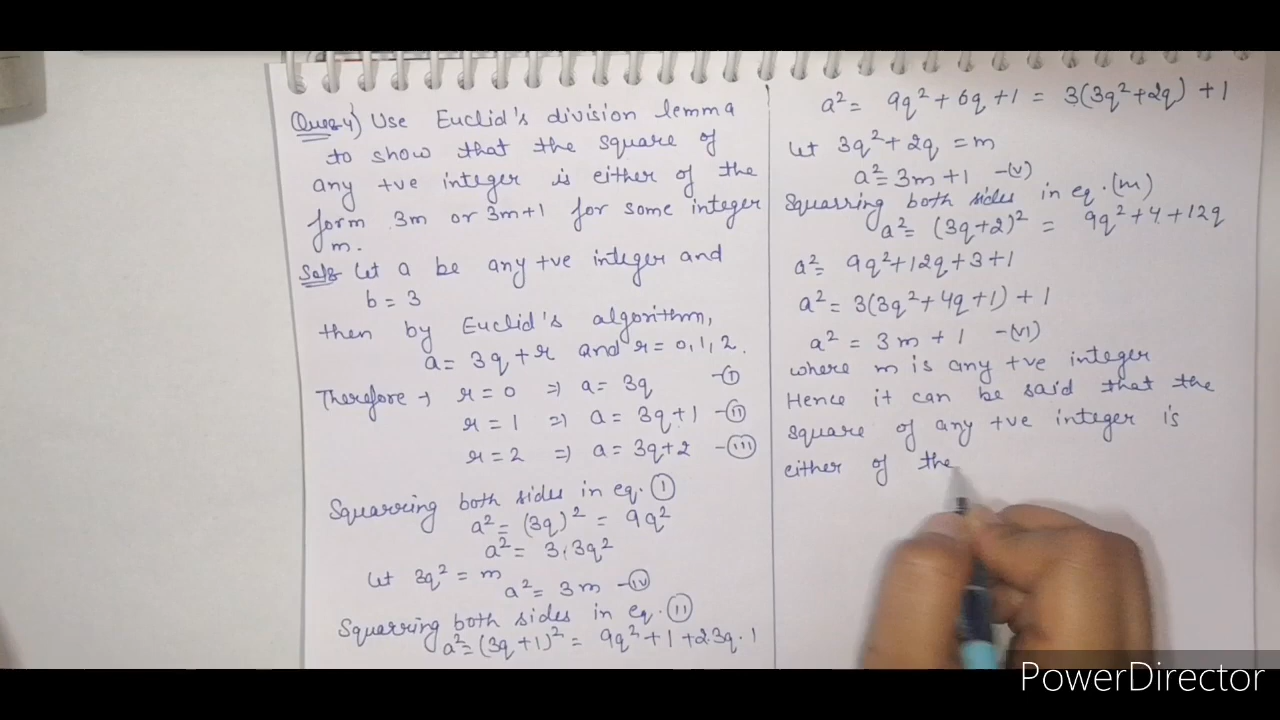 Ques 4) Use Euclid's division lemma
to show that the square of
any +ve integer is either of the
form 3m or 3m+1 for some integer
m.
Sol: Let a be any +ve integer and
b = 3
then by Euclid's algorithm,
a = 3q + r and r = 0, 1, 2.
Therefore → r = 0 ⇒ a = 3q -(I)
r = 1 ⇒ a = 3q + 1 -(II)
r = 2 ⇒ a = 3q+2 -(III)
Squarring both sides in eq. (I)
a² = (3q)² = 9q²
a² = 3.3q²
Let 3q² = m
a² = 3m -(IV)
Squarring both sides in eq. (II)
a² = (3q+1)² = 9q² + 1 + 2.3q.1
a² = 9q² + 6q + 1 = 3(3q² + 2q) + 1
Let 3q² + 2q = m
a² = 3m + 1 -(V)
Squarring both sides in eq. (m)
a² = (3q+2)² = 9q² + 4 + 12q
a² = 9q² + 12q + 3 + 1
a² = 3(3q² + 4q + 1) + 1
a² = 3m + 1 -(VI)
where m is any +ve integer
Hence it can be said that the
square of any +ve integer is
either of the
PowerDirector